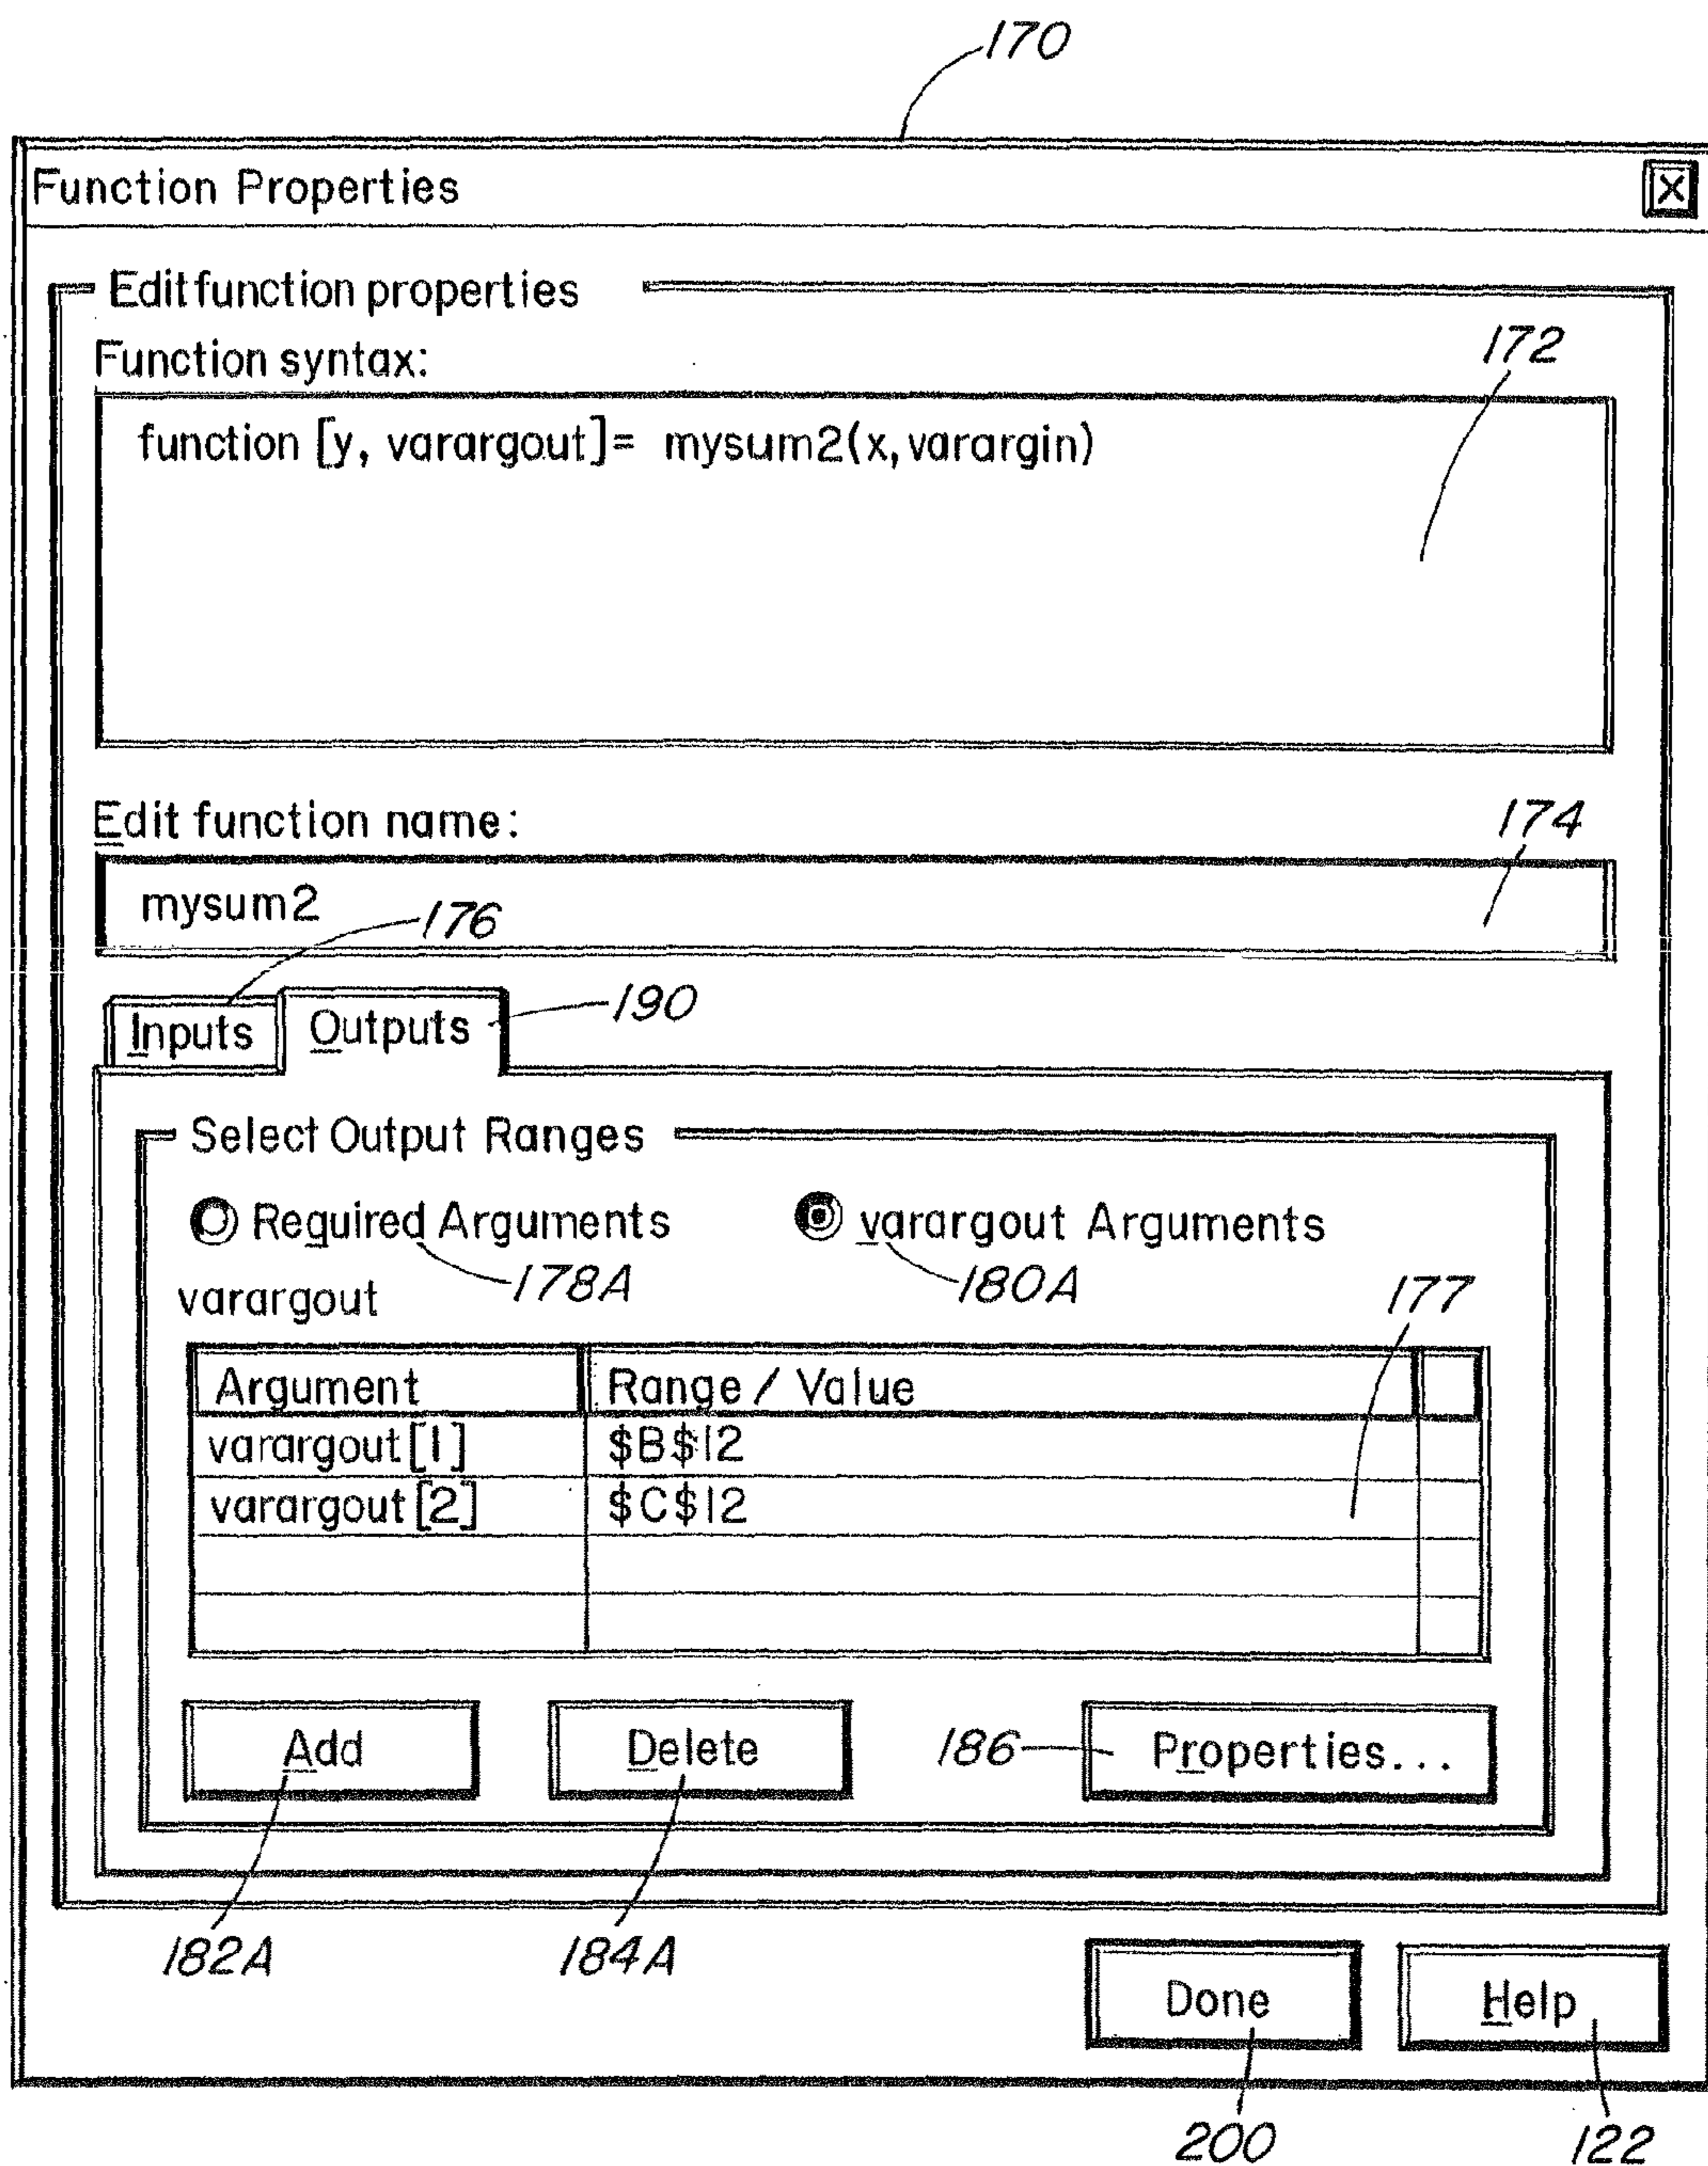 170
Function Properties X
Edit function properties
Function syntax:
172
function [y, varargout]= mysum2(x, varargin)
Edit function name:
174
mysum2
176
Inputs Outputs 190
Select Output Ranges
Required Arguments varargout Arguments
178A 180A
varargout 177
Argument Range / Value
varargout[1] $B$12
varargout[2] $C$12
Add Delete 186 Properties...
182A 184A
Done Help
200 122